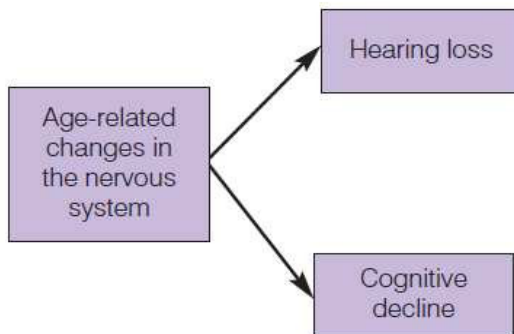 Hearing loss
Age-related
changes in
the nervous
system
Cognitive
decline